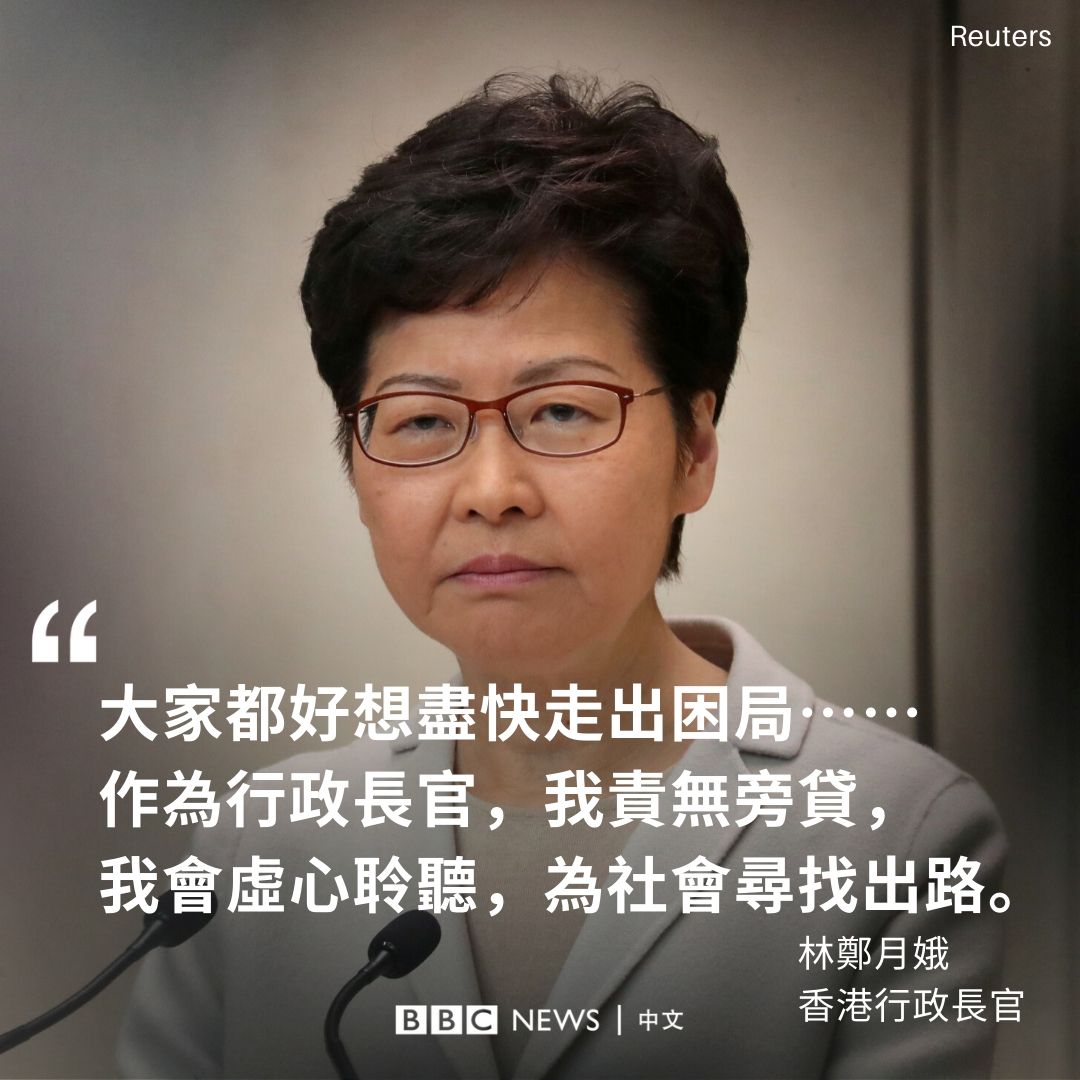 Reuters
“
大家都好想盡快走出困局……
作為行政長官，我責無旁貸，
我會虛心聆聽，為社會尋找出路。
林鄭月娥
香港行政長官
BBC NEWS | 中文